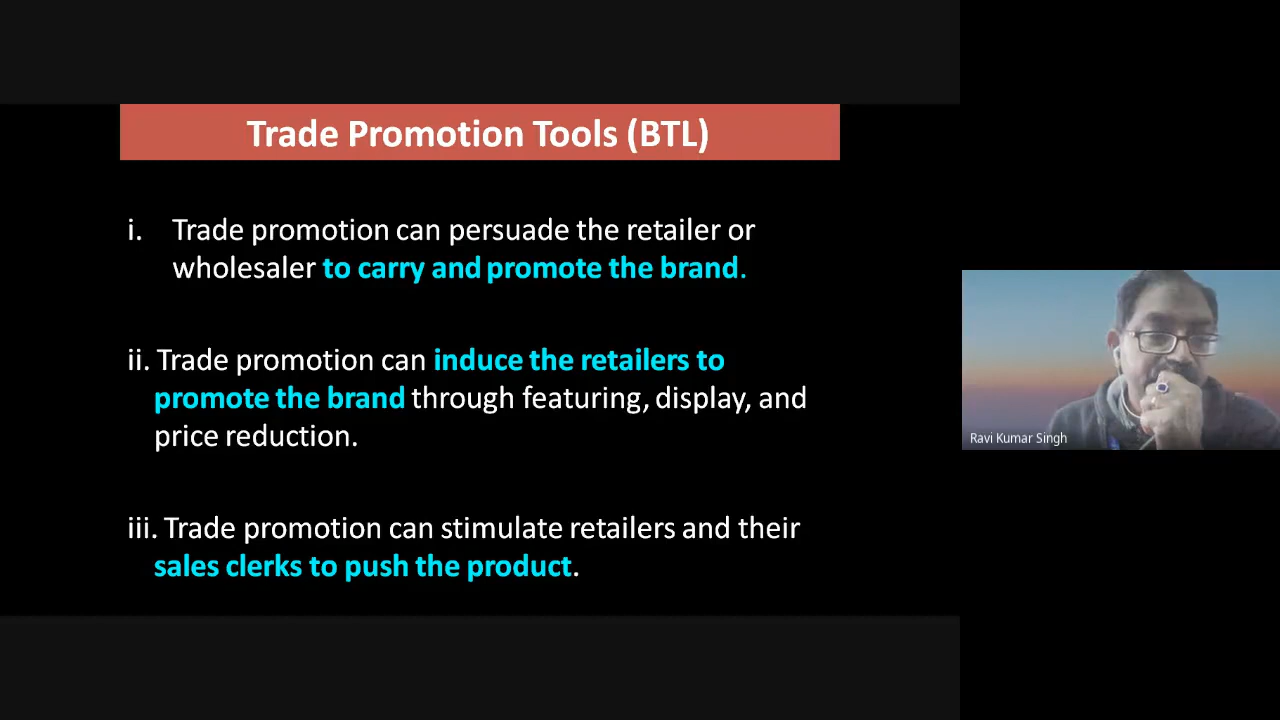 Trade Promotion Tools (BTL)
i. Trade promotion can persuade the retailer or
wholesaler to carry and promote the brand.
ii. Trade promotion can induce the retailers to
promote the brand through featuring, display, and
price reduction.
iii. Trade promotion can stimulate retailers and their
sales clerks to push the product.
Ravi Kumar Singh